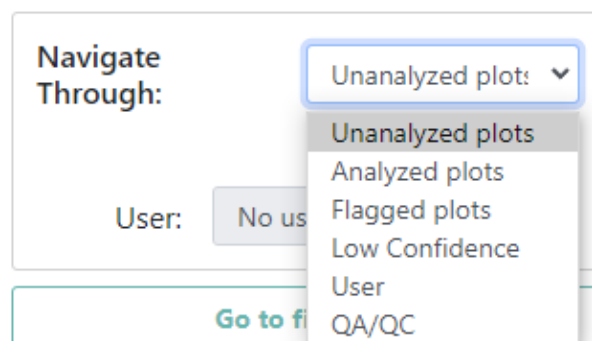 Navigate
Through:
Unanalyzed plots
Unanalyzed plots
Analyzed plots
Flagged plots
Low Confidence
User: No us
User
Go to fi
QA/QC